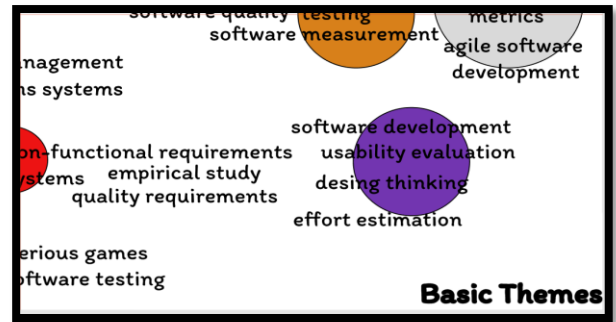 software quality testing
software measurement
metrics
agile software
development
nagement
ns systems
software development
on-functional requirements
usability evaluation
ystems
empirical study
desing thinking
quality requirements
effort estimation
erious games
oftware testing
Basic Themes